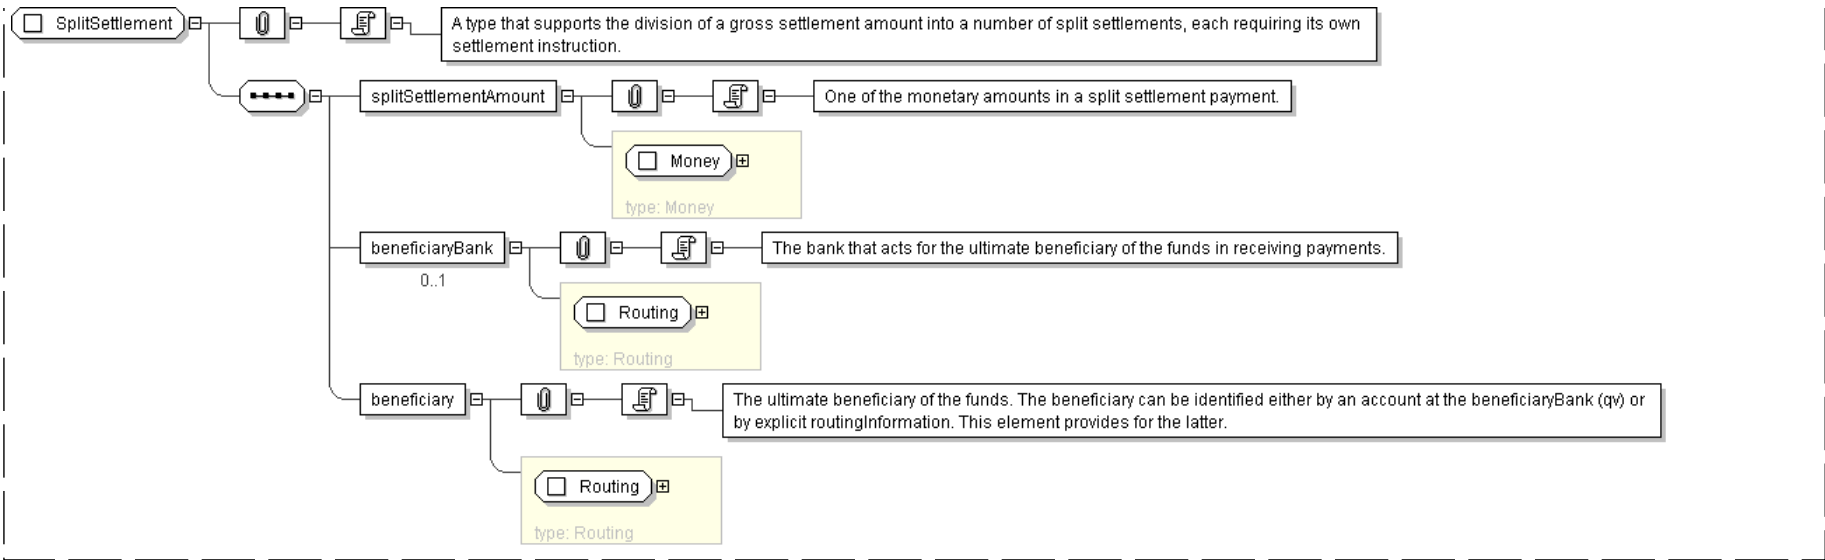 SplitSettlement
A type that supports the division of a gross settlement amount into a number of split settlements, each requiring its own
settlement instruction.
splitSettlementAmount
One of the monetary amounts in a split settlement payment.
Money
type: Money
beneficiaryBank
The bank that acts for the ultimate beneficiary of the funds in receiving payments.
0..1
Routing
type: Routing
beneficiary
The ultimate beneficiary of the funds. The beneficiary can be identified either by an account at the beneficiaryBank (qv) or
by explicit routingInformation. This element provides for the latter.
Routing
type: Routing